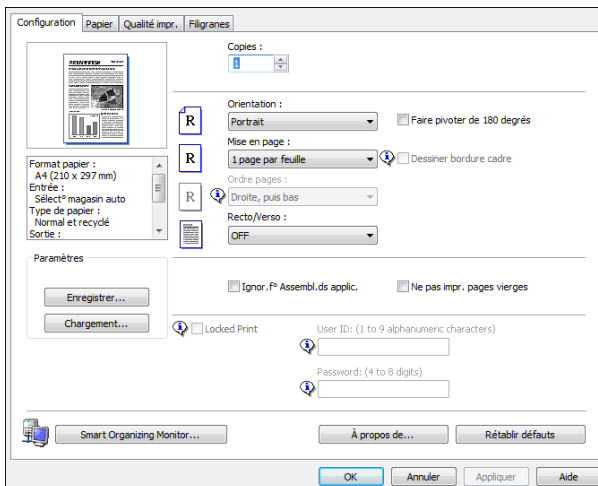 Configuration Papier Qualité impr. Filigranes
Copies :
1
Orientation :
R Portrait Faire pivoter de 180 degrés
Mise en page :
R 1 page par feuille Dessiner bordure cadre
Ordre pages :
R Droite, puis bas
Recto/Verso :
OFF
Format papier :
A4 (210 x 297 mm)
Entrée :
Sélect° magasin auto
Type de papier :
Normal et recyclé
Sortie :
Paramètres
Enregistrer...
Chargement...
Ignor.f° Assembl.ds applic. Ne pas impr. pages vierges
Locked Print User ID: (1 to 9 alphanumeric characters)
Password: (4 to 8 digits)
Smart Organizing Monitor... À propos de... Rétablir défauts
OK Annuler Appliquer Aide